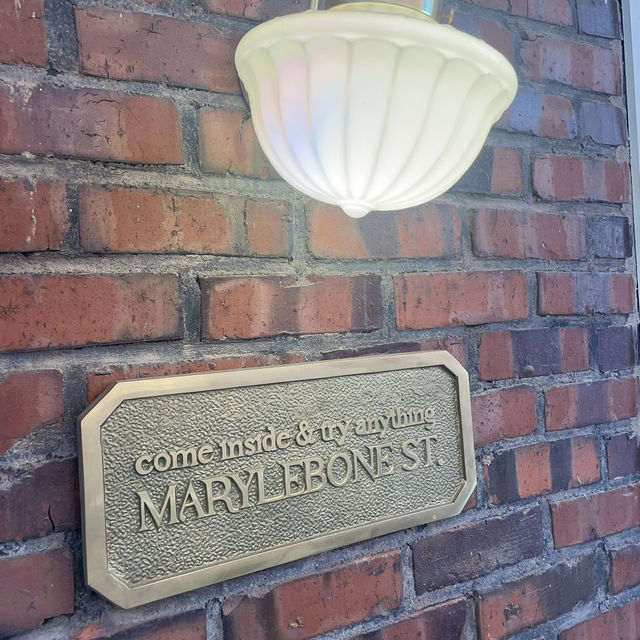 come inside & try anything
MARYLEBONE ST.